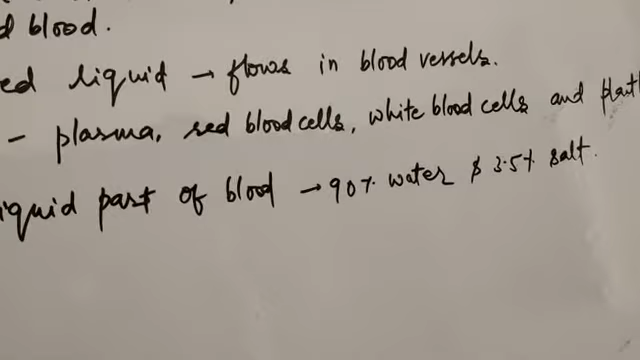 d blood.
ed liquid → flows in blood vessels.
- plasma, red blood cells, white blood cells and platl
iquid part of blood → 90% water & 3.5% salt.